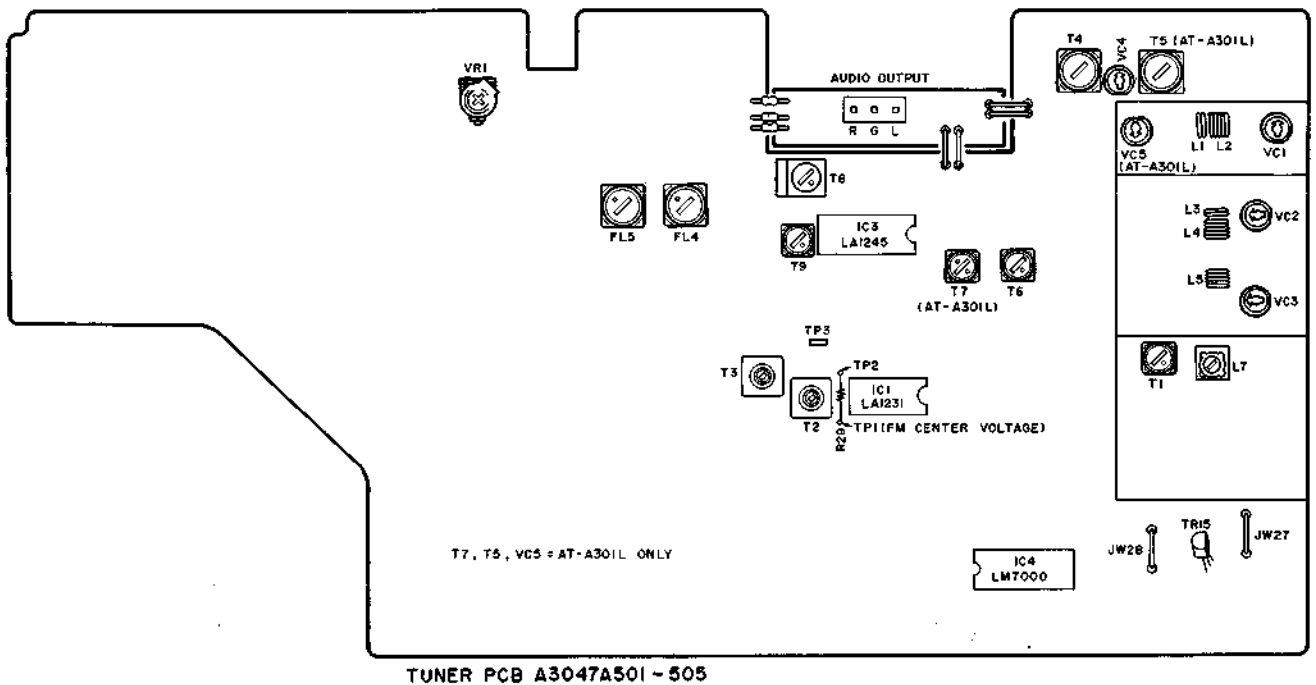 T4
VC4
T5 (AT-A301L)
VR1
AUDIO OUTPUT
R G L
VC5
(AT-A301L)
L1 L2
VC1
T8
L3
L4
VC2
FL5
FL4
IC3
LA1245
T9
T7
(AT-A301L)
T6
L5
VC3
TP3
T3
TP2
T1
L7
IC1
LA1231
T2
R29
TP1(FM CENTER VOLTAGE)
T7, T5, VC5 = AT-A301L ONLY
IC4
LM7000
JW28
TR15
JW27
TUNER PCB A3047A501~505